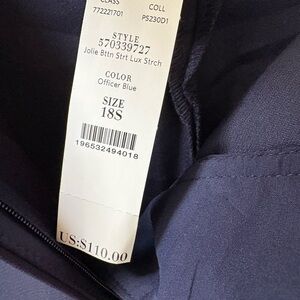 CLASS COLL
772221701 PS230D1
STYLE
570339727
Jolie Bttn Strt Lux Strch
COLOR
Officer Blue
SIZE
18S
196532494018
US:$110.00